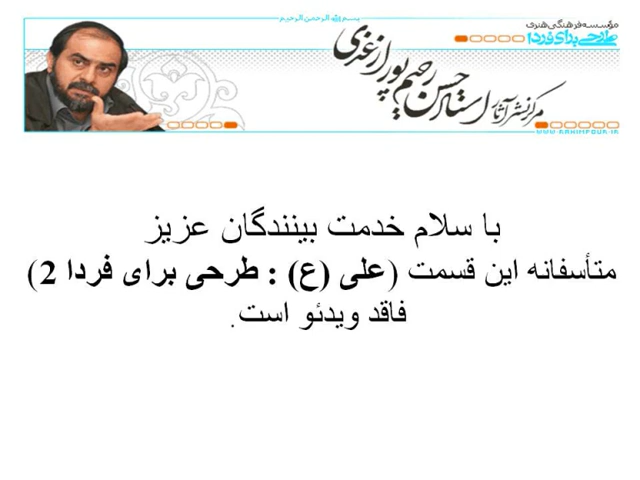 بسم الله الرحمن الرحیم
مؤسسه فرهنگی هنری
طرحی برای فردا
مرکز نشر آثار استاد حسن رحیم پور ازغدی
WWW.RAHIMPOUR.IR
با سلام خدمت بینندگان عزیز
متأسفانه این قسمت (علی (ع) : طرحی برای فردا 2)
فاقد ویدئو است.